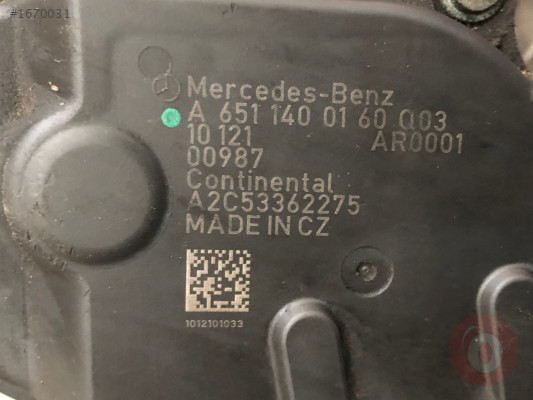 #1670031
Mercedes-Benz
A 651 140 01 60 Q03
10 121 AR0001
00987
Continental
A2C53362275
MADE IN CZ
1012101033